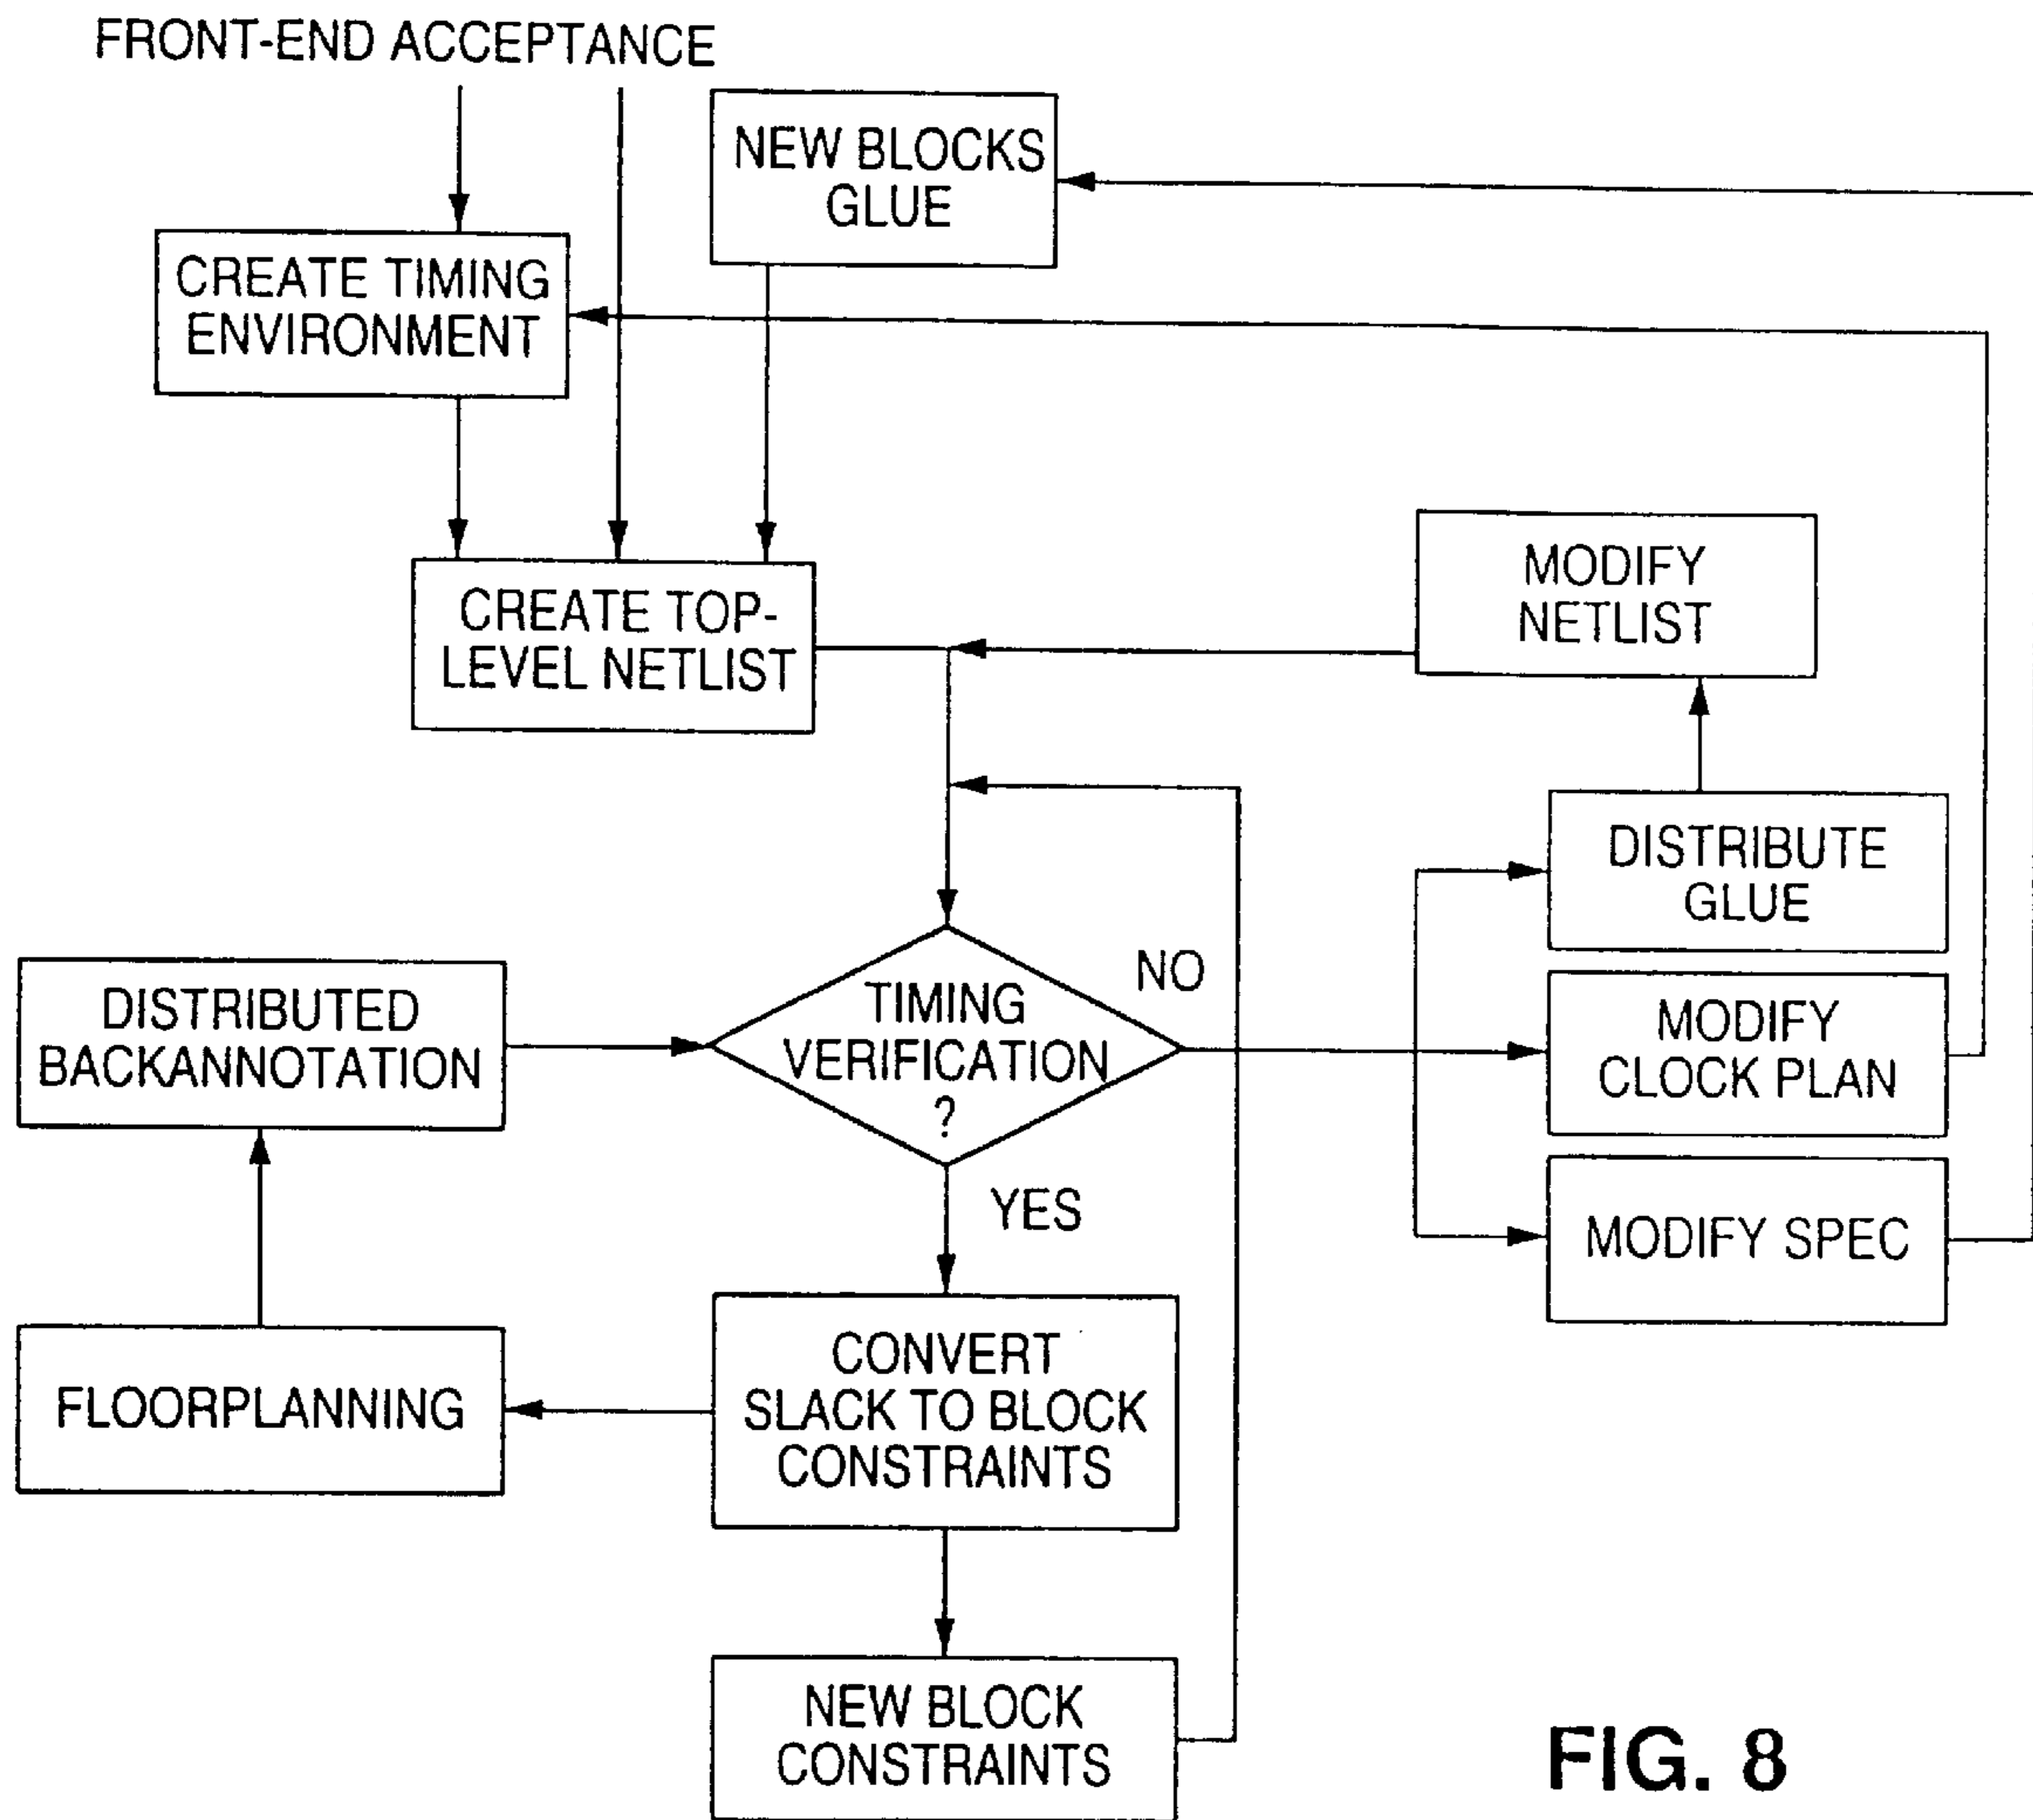 FRONT-END ACCEPTANCE
NEW BLOCKS
GLUE
CREATE TIMING
ENVIRONMENT
CREATE TOP-
LEVEL NETLIST
MODIFY
NETLIST
DISTRIBUTE
GLUE
NO
DISTRIBUTED
BACKANNOTATION
TIMING
VERIFICATION
?
MODIFY
CLOCK PLAN
YES
MODIFY SPEC
FLOORPLANNING
CONVERT
SLACK TO BLOCK
CONSTRAINTS
NEW BLOCK
CONSTRAINTS
FIG. 8